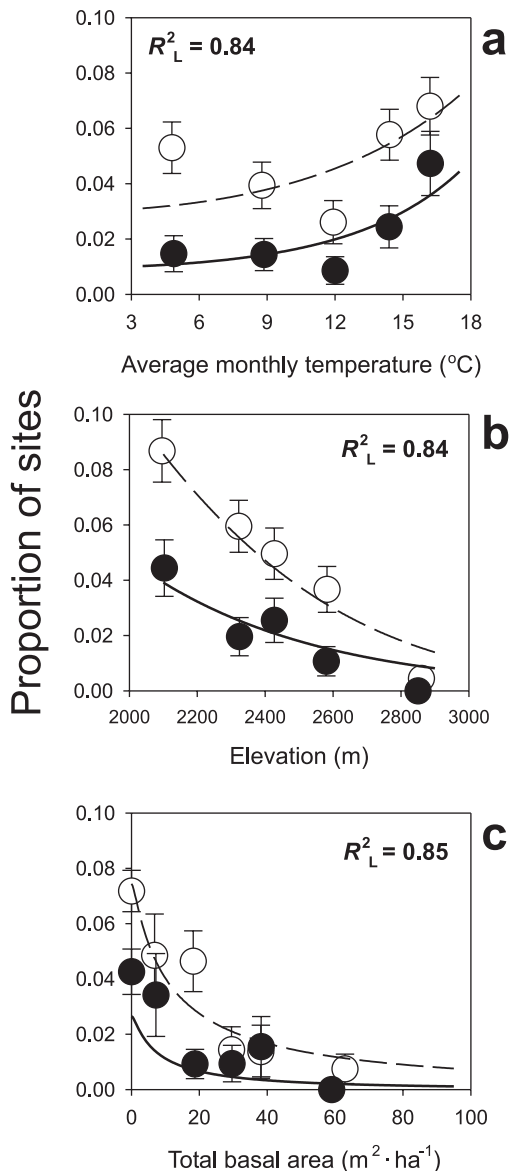 Proportion of sites
a
R²L = 0.84
0.10
0.08
0.06
0.04
0.02
0.00
3 6 9 12 15 18
Average monthly temperature (°C)
b
R²L = 0.84
0.10
0.08
0.06
0.04
0.02
0.00
2000 2200 2400 2600 2800 3000
Elevation (m)
c
R²L = 0.85
0.10
0.08
0.06
0.04
0.02
0.00
0 20 40 60 80 100
Total basal area (m²·ha⁻¹)